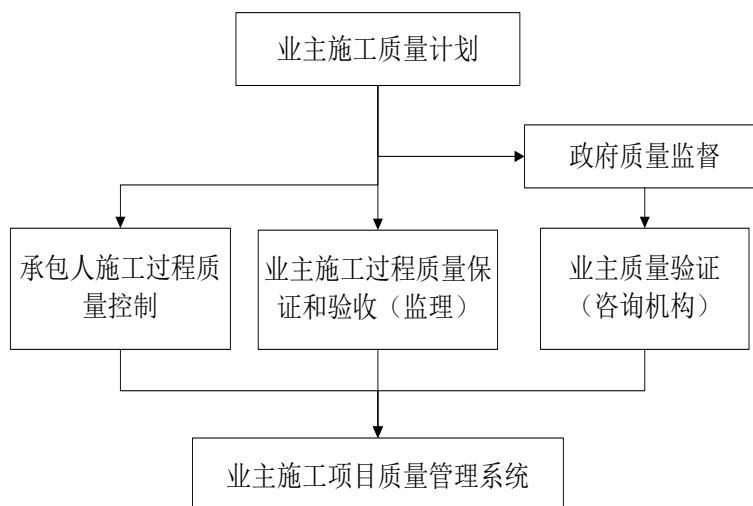 业主施工质量计划
政府质量监督
承包人施工过程质
量控制
业主施工过程质量保
证和验收（监理）
业主质量验证
（咨询机构）
业主施工项目质量管理系统